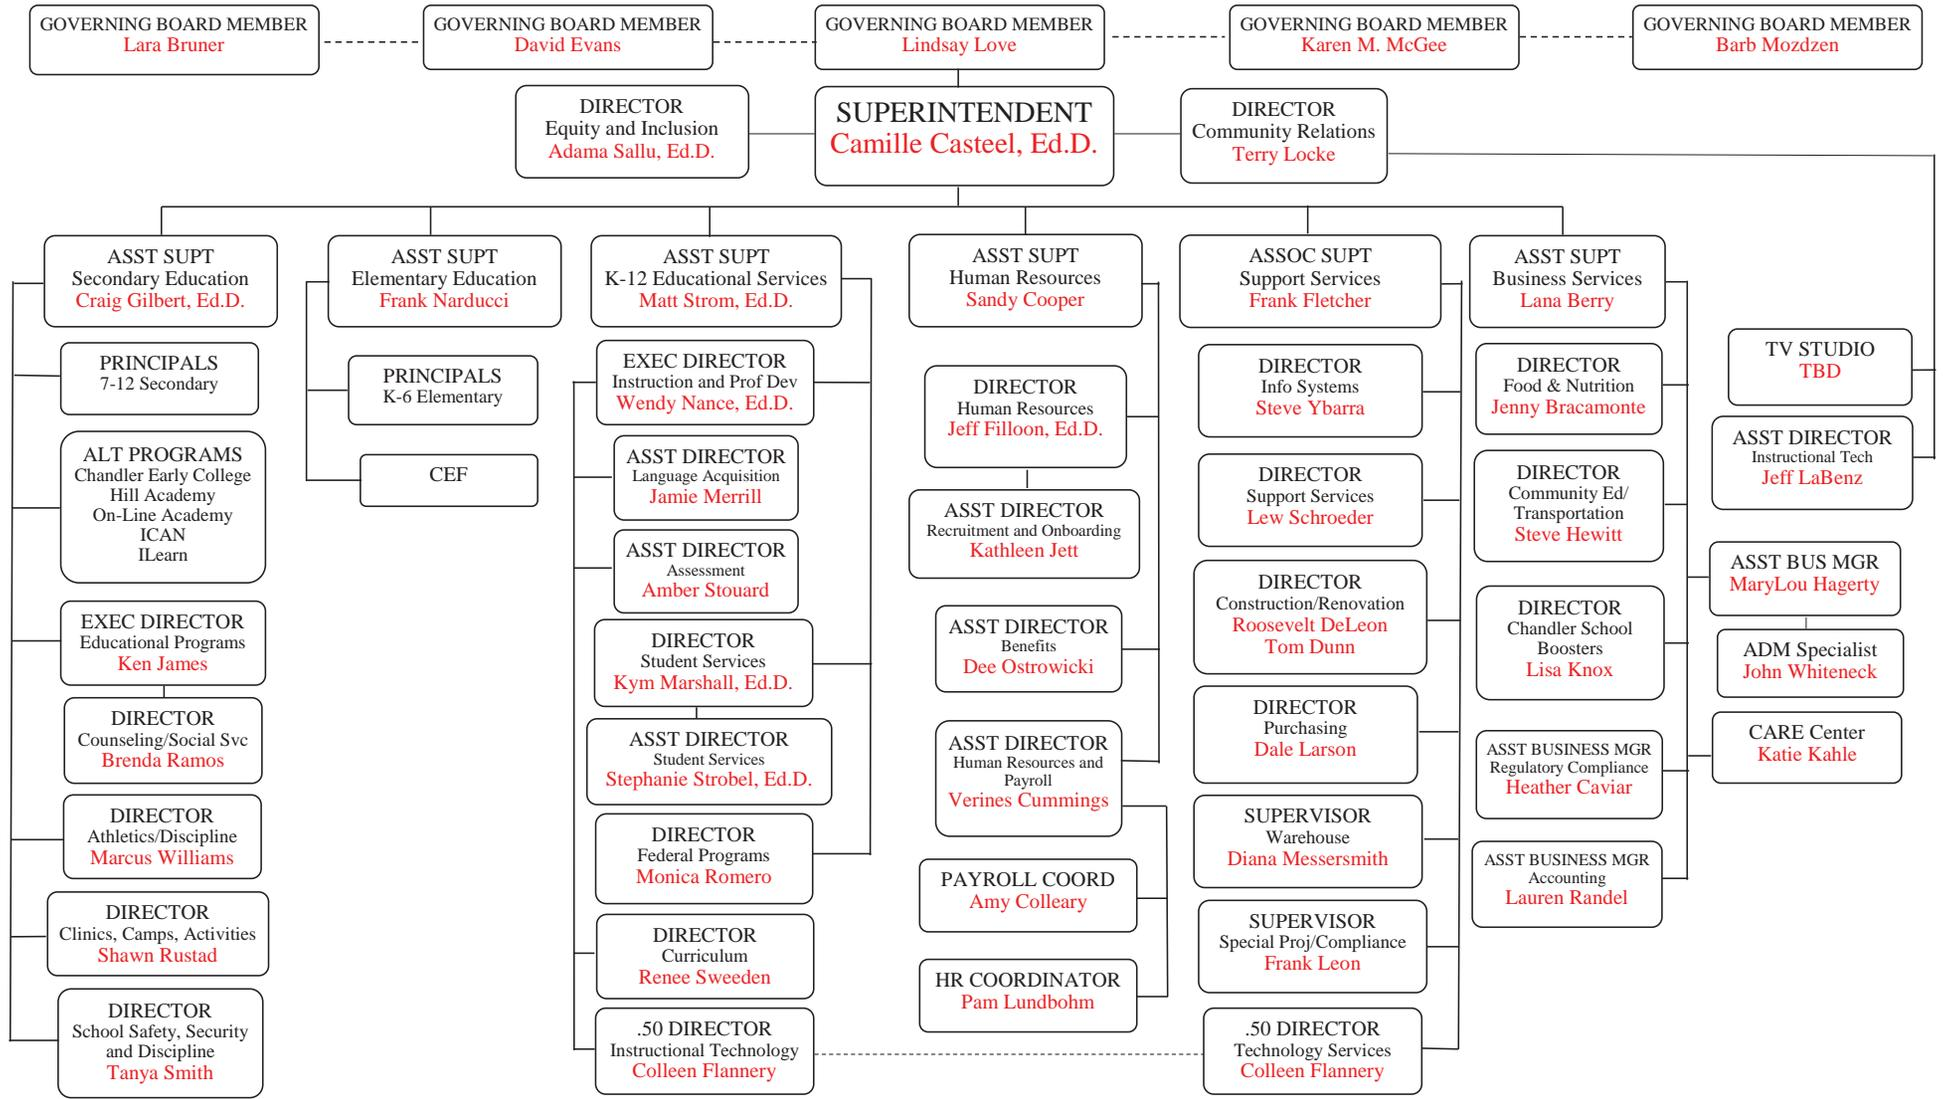 GOVERNING BOARD MEMBER
Lara Bruner
GOVERNING BOARD MEMBER
David Evans
GOVERNING BOARD MEMBER
Lindsay Love
GOVERNING BOARD MEMBER
Karen M. McGee
GOVERNING BOARD MEMBER
Barb Mozdzen
DIRECTOR
Equity and Inclusion
Adama Sallu, Ed.D.
SUPERINTENDENT
Camille Casteel, Ed.D.
DIRECTOR
Community Relations
Terry Locke
ASST SUPT
Secondary Education
Craig Gilbert, Ed.D.
PRINCIPALS
7-12 Secondary
ALT PROGRAMS
Chandler Early College
Hill Academy
On-Line Academy
ICAN
ILearn
EXEC DIRECTOR
Educational Programs
Ken James
DIRECTOR
Counseling/Social Svc
Brenda Ramos
DIRECTOR
Athletics/Discipline
Marcus Williams
DIRECTOR
Clinics, Camps, Activities
Shawn Rustad
DIRECTOR
School Safety, Security
and Discipline
Tanya Smith
ASST SUPT
Elementary Education
Frank Narducci
PRINCIPALS
K-6 Elementary
CEF
ASST SUPT
K-12 Educational Services
Matt Strom, Ed.D.
EXEC DIRECTOR
Instruction and Prof Dev
Wendy Nance, Ed.D.
ASST DIRECTOR
Language Acquisition
Jamie Merrill
ASST DIRECTOR
Assessment
Amber Stouard
DIRECTOR
Student Services
Kym Marshall, Ed.D.
ASST DIRECTOR
Student Services
Stephanie Strobel, Ed.D.
DIRECTOR
Federal Programs
Monica Romero
DIRECTOR
Curriculum
Renee Sweeden
.50 DIRECTOR
Instructional Technology
Colleen Flannery
ASST SUPT
Human Resources
Sandy Cooper
DIRECTOR
Human Resources
Jeff Filloon, Ed.D.
ASST DIRECTOR
Recruitment and Onboarding
Kathleen Jett
ASST DIRECTOR
Benefits
Dee Ostrowicki
ASST DIRECTOR
Human Resources and
Payroll
Verines Cummings
PAYROLL COORD
Amy Colleary
HR COORDINATOR
Pam Lundbohm
ASSOC SUPT
Support Services
Frank Fletcher
DIRECTOR
Info Systems
Steve Ybarra
DIRECTOR
Support Services
Lew Schroeder
DIRECTOR
Construction/Renovation
Roosevelt DeLeon
Tom Dunn
DIRECTOR
Purchasing
Dale Larson
SUPERVISOR
Warehouse
Diana Messersmith
SUPERVISOR
Special Proj/Compliance
Frank Leon
.50 DIRECTOR
Technology Services
Colleen Flannery
ASST SUPT
Business Services
Lana Berry
DIRECTOR
Food & Nutrition
Jenny Bracamonte
DIRECTOR
Community Ed/
Transportation
Steve Hewitt
DIRECTOR
Chandler School
Boosters
Lisa Knox
ASST BUSINESS MGR
Regulatory Compliance
Heather Caviar
ASST BUSINESS MGR
Accounting
Lauren Randel
TV STUDIO
TBD
ASST DIRECTOR
Instructional Tech
Jeff LaBenz
ASST BUS MGR
MaryLou Hagerty
ADM Specialist
John Whiteneck
CARE Center
Katie Kahle